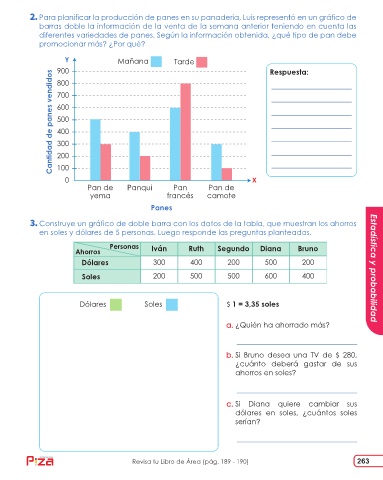 2. Para planificar la producción de panes en su panadería, Luis representó en un gráfico de
barras doble la información de la venta de la semana anterior teniendo en cuenta las
diferentes variedades de panes. Según la información obtenida, ¿qué tipo de pan debe
promocionar más? ¿Por qué?
Y
Mañana Tarde
Cantidad de panes vendidos
900
800
700
600
500
400
300
200
100
0
X
Pan de yema
Panqui
Pan francés
Pan de camote
Panes
Respuesta:
3. Construye un gráfico de doble barra con los datos de la tabla, que muestran los ahorros
en soles y dólares de 5 personas. Luego responde las preguntas planteadas.
Ahorros Personas Iván Ruth Segundo Diana Bruno
Dólares 300 400 200 500 200
Soles 200 500 500 600 400
Dólares Soles
$ 1 = 3,35 soles
a. ¿Quién ha ahorrado más?
b. Si Bruno desea una TV de $ 280,
¿cuánto deberá gastar de sus
ahorros en soles?
c. Si Diana quiere cambiar sus
dólares en soles, ¿cuántos soles
serían?
Estadística y probabilidad
Piza
Revisa tu Libro de Área (pág. 189 - 190)
263